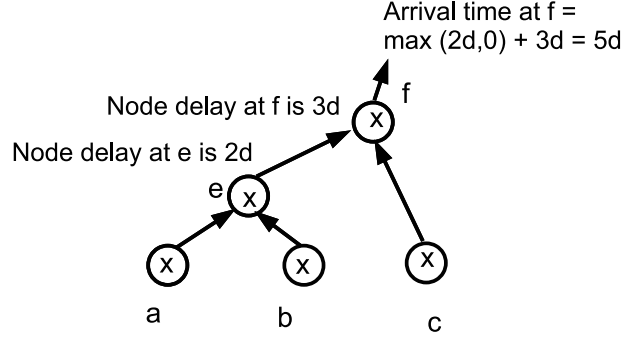 Arrival time at f =
max (2d,0) + 3d = 5d
f
Node delay at f is 3d
x
Node delay at e is 2d
e
x
x
x
x
a
b
c